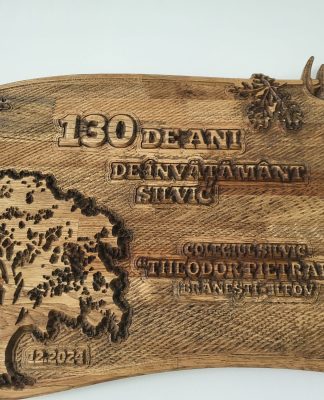 130 DE ANI
DE ÎNVĂȚĂMÂNT
SILVIC
COLEGIUL SILVIC
"THEODOR PIETRA
BRĂNEȘTI, ILFOV
12.2024